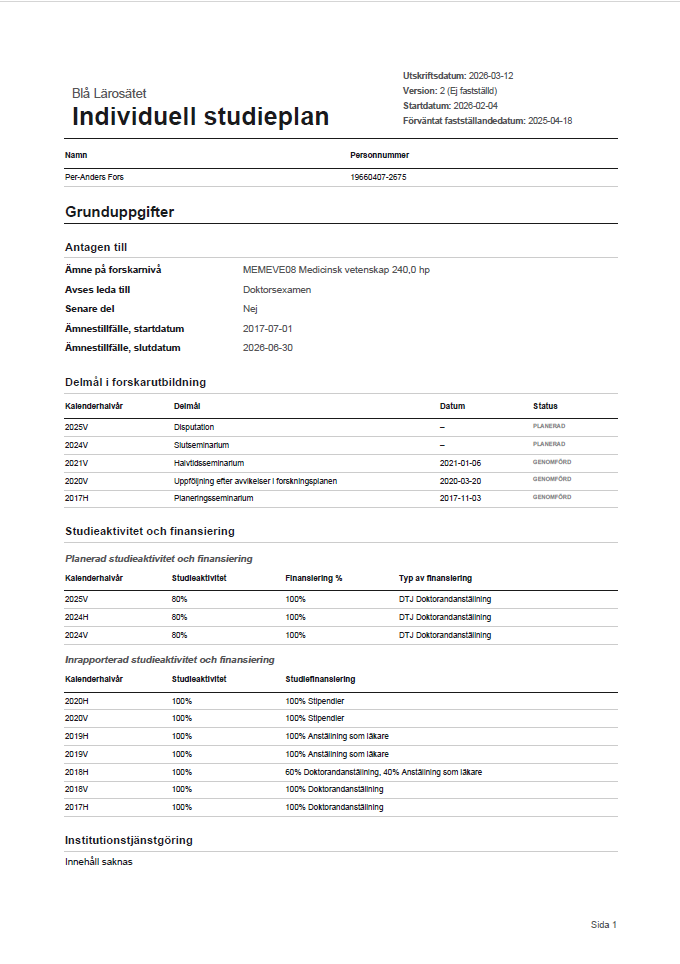 Utskriftsdatum: 2026-03-12
Blå Lärosätet
Version: 2 (Ej fastställd)
Individuell studieplan
Startdatum: 2026-02-04
Förväntat fastställandedatum: 2025-04-18
Namn Personnummer
Per-Anders Fors 19660407-2675
Grunduppgifter
Antagen till
Ämne på forskarnivå MEMEVE08 Medicinsk vetenskap 240,0 hp
Avses leda till Doktorsexamen
Senare del Nej
Ämnestillfälle, startdatum 2017-07-01
Ämnestillfälle, slutdatum 2026-06-30
Delmål i forskarutbildning
Kalenderhalvår Delmål Datum Status
2025V Disputation – PLANERAD
2024V Slutseminarium – PLANERAD
2021V Halvtidsseminarium 2021-01-06 GENOMFÖRD
2020V Uppföljning efter avvikelser i forskningsplanen 2020-03-20 GENOMFÖRD
2017H Planeringsseminarium 2017-11-03 GENOMFÖRD
Studieaktivitet och finansiering
Planerad studieaktivitet och finansiering
Kalenderhalvår Studieaktivitet Finansiering % Typ av finansiering
2025V 80% 100% DTJ Doktorandanställning
2024H 80% 100% DTJ Doktorandanställning
2024V 80% 100% DTJ Doktorandanställning
Inrapporterad studieaktivitet och finansiering
Kalenderhalvår Studieaktivitet Studiefinansiering
2020H 100% 100% Stipendier
2020V 100% 100% Stipendier
2019H 100% 100% Anställning som läkare
2019V 100% 100% Anställning som läkare
2018H 100% 60% Doktorandanställning, 40% Anställning som läkare
2018V 100% 100% Doktorandanställning
2017H 100% 100% Doktorandanställning
Institutionstjänstgöring
Innehåll saknas
Sida 1